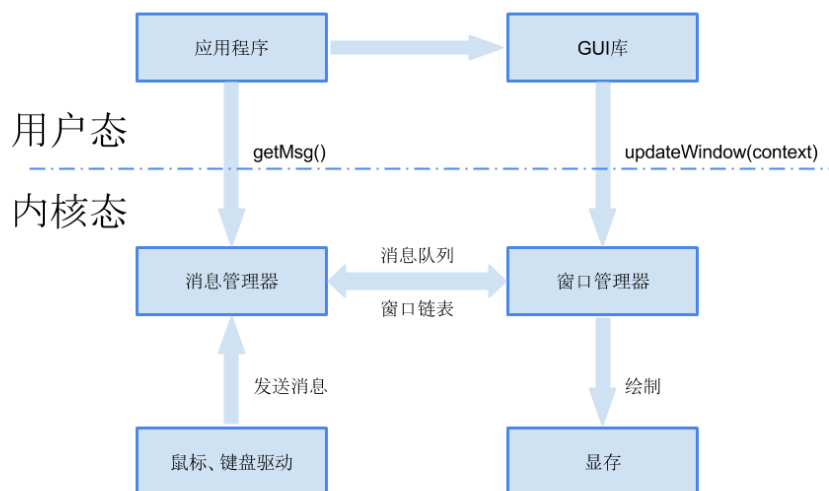 应用程序
GUI库
用户态
getMsg()
updateWindow(context)
内核态
消息队列
消息管理器
窗口管理器
窗口链表
发送消息
绘制
鼠标、键盘驱动
显存